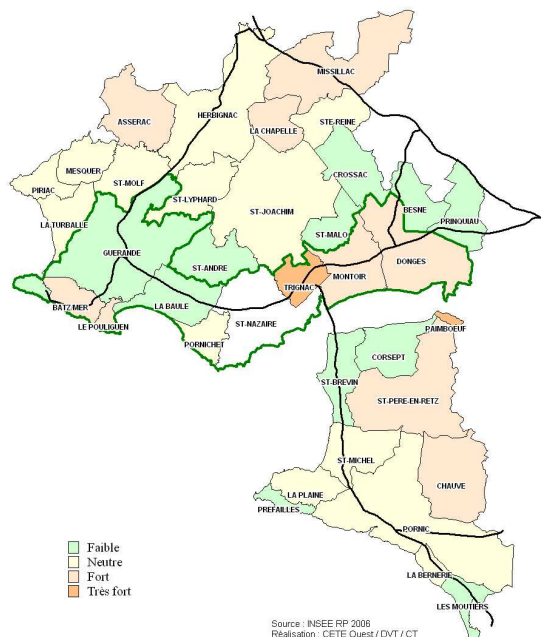 MISSILLAC
ASSERAC
HERBIGNAC
LA CHAPELLE
STE-REINE
MESQUER
CROSSAC
PIRIAC
ST-MOLF
ST-LYPHARD
BESNE
PRINQUIAU
ST-JOACHIM
LA TURBALLE
ST-MALO
GUERANDE
ST-ANDRE
MONTOIR
DONGES
TRIGNAC
BATZ-MER
LA BAULE
LE POULIGUEN
ST-NAZAIRE
PORNICHET
PAIMBOEUF
CORSEPT
ST-BREVIN
ST-PERE-EN-RETZ
ST-MICHEL
CHAUVE
LA PLAINE
PREFAILLES
PORNIC
LA BERNERIE
LES MOUTIERS
Faible
Neutre
Fort
Très fort
Source : INSEE RP 2006
Réalisation : CETE Ouest / DVT / CT